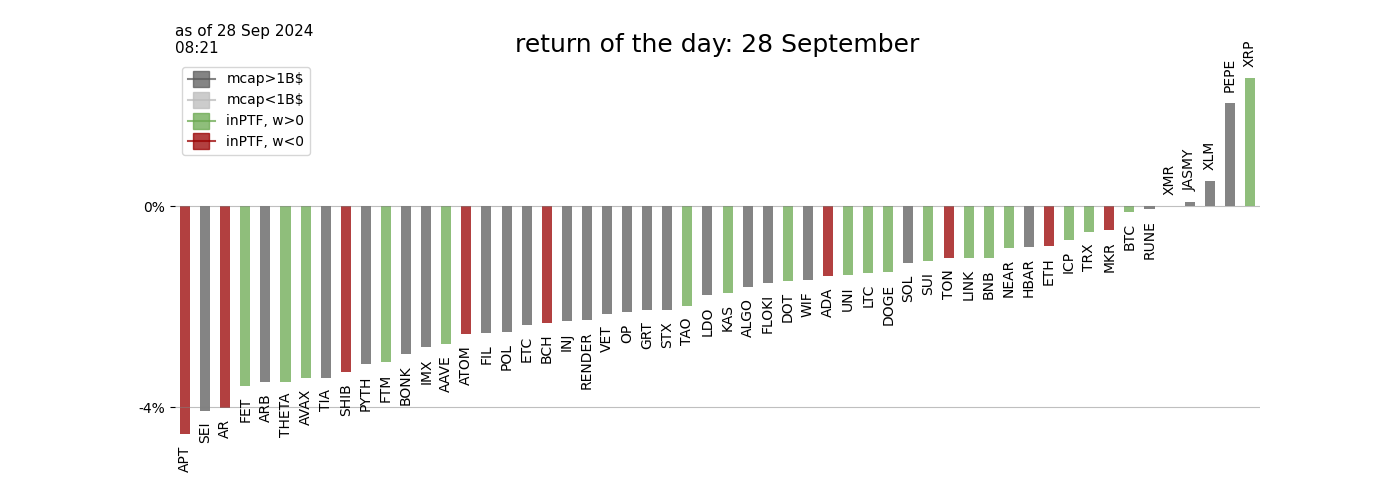 as of 28 Sep 2024
08:21
return of the day: 28 September
mcap>1B$
mcap<1B$
inPTF, w>0
inPTF, w<0
0%
-4%
APT
SEI
AR
FET
ARB
THETA
AVAX
TIA
SHIB
PYTH
FTM
BONK
IMX
AAVE
ATOM
FIL
POL
ETC
BCH
INJ
RENDER
VET
OP
GRT
STX
TAO
LDO
KAS
ALGO
FLOKI
DOT
WIF
ADA
UNI
LTC
DOGE
SOL
SUI
TON
LINK
BNB
NEAR
HBAR
ETH
ICP
TRX
MKR
BTC
RUNE
XMR
JASMY
XLM
PEPE
XRP